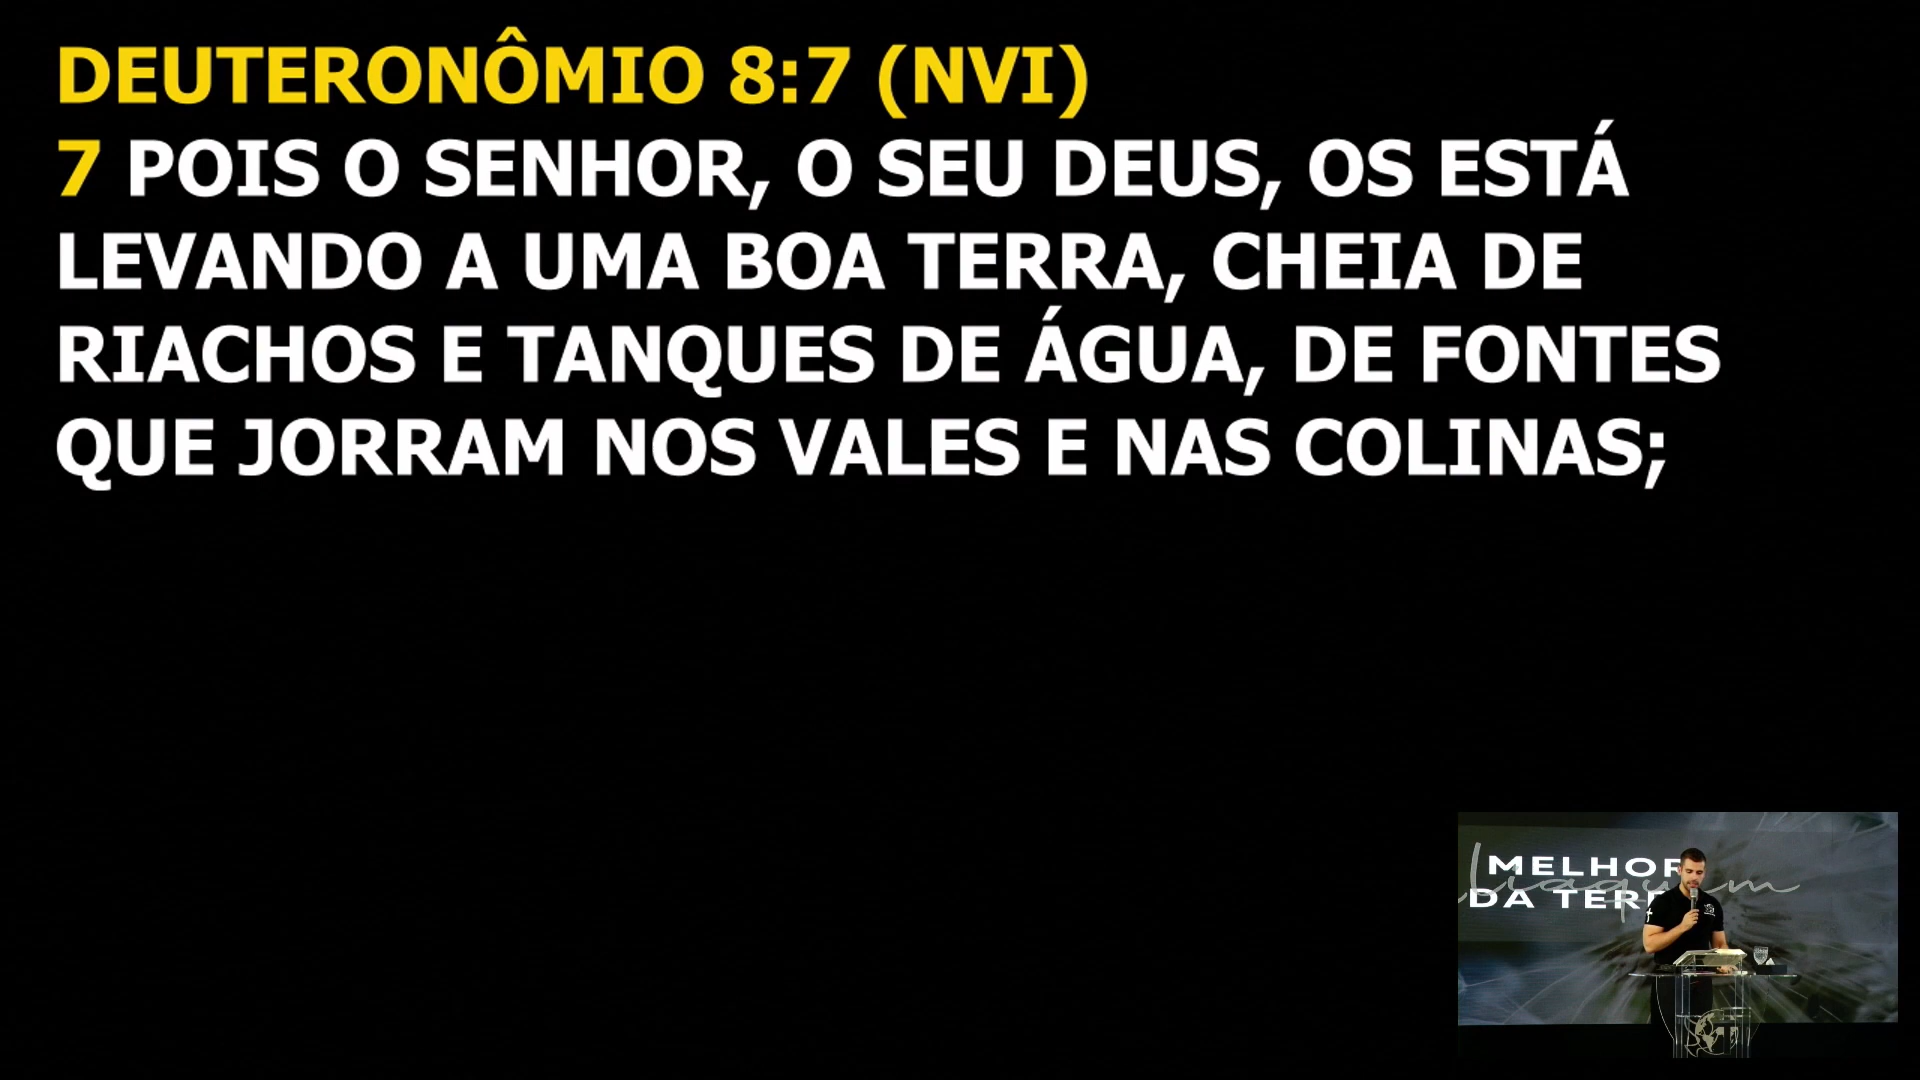 DEUTERONÔMIO 8:7 (NVI)
7 POIS O SENHOR, O SEU DEUS, OS ESTÁ
LEVANDO A UMA BOA TERRA, CHEIA DE
RIACHOS E TANQUES DE ÁGUA, DE FONTES
QUE JORRAM NOS VALES E NAS COLINAS;
MELHOR
DA